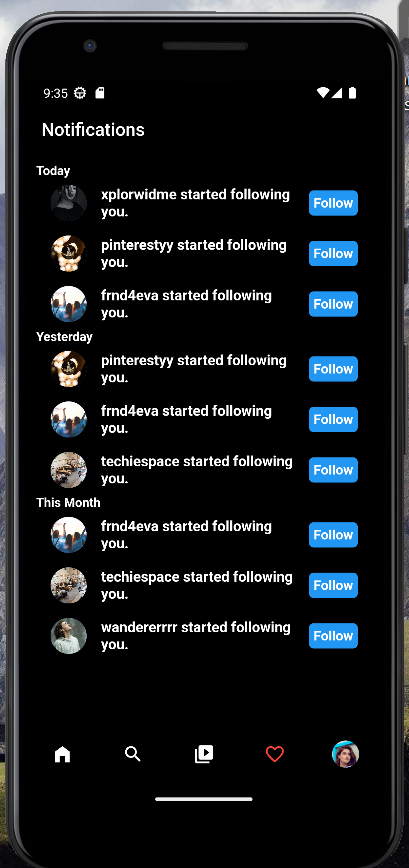 9:35
Notifications
Today
xplorwidme started following
you.
Follow
pinterestyy started following
you.
Follow
frnd4eva started following
you.
Follow
Yesterday
pinterestyy started following
you.
Follow
frnd4eva started following
you.
Follow
techiespace started following
you.
Follow
This Month
frnd4eva started following
you.
Follow
techiespace started following
you.
Follow
wandererrrr started following
you.
Follow